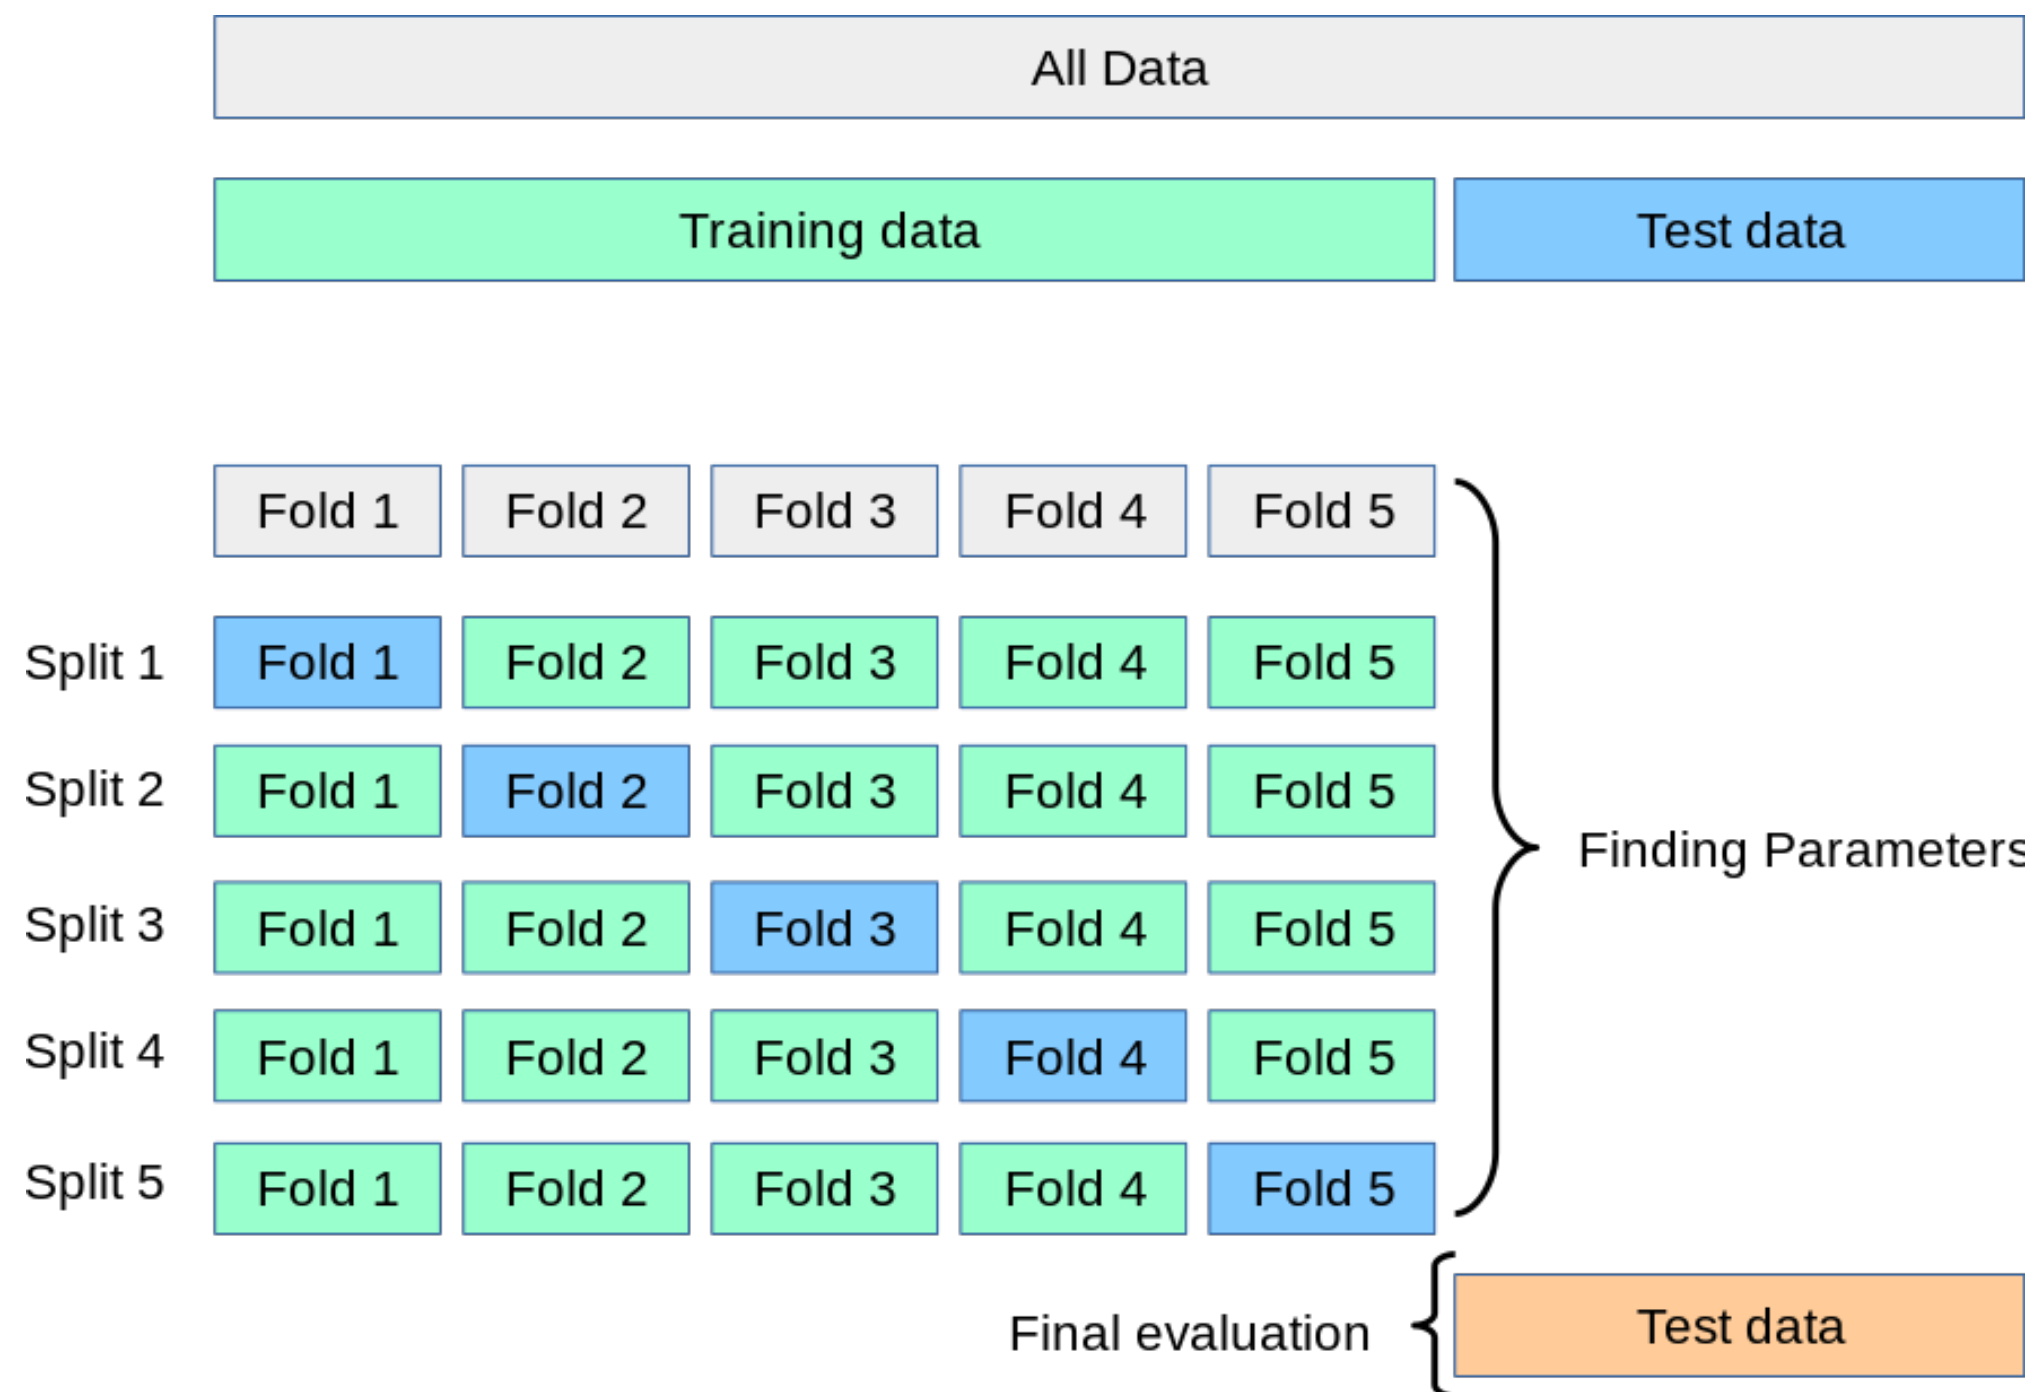 All Data
Training data Test data
Fold 1 Fold 2 Fold 3 Fold 4 Fold 5
Split 1 Fold 1 Fold 2 Fold 3 Fold 4 Fold 5
Split 2 Fold 1 Fold 2 Fold 3 Fold 4 Fold 5
Finding Parameters
Split 3 Fold 1 Fold 2 Fold 3 Fold 4 Fold 5
Split 4 Fold 1 Fold 2 Fold 3 Fold 4 Fold 5
Split 5 Fold 1 Fold 2 Fold 3 Fold 4 Fold 5
Final evaluation Test data